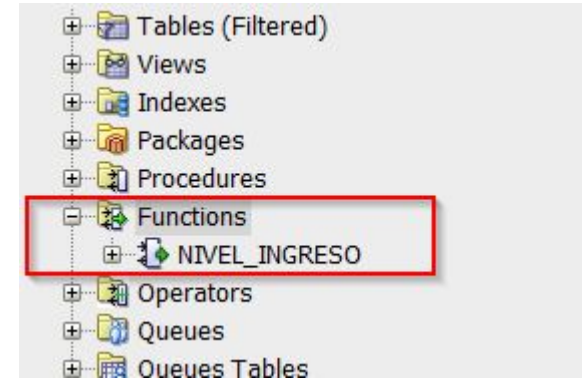 Tables (Filtered)
Views
Indexes
Packages
Procedures
Functions
NIVEL_INGRESO
Operators
Queues
Queues Tables